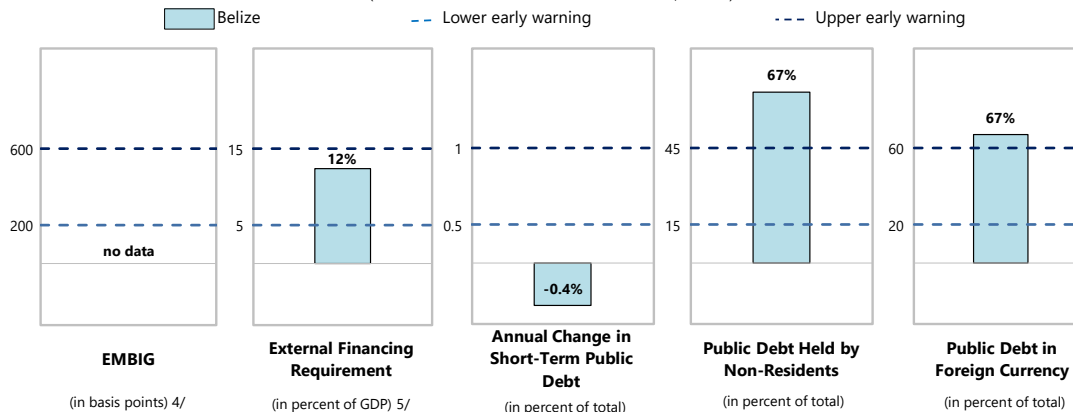 Belize
Lower early warning
Upper early warning
600
200
no data
EMBIG
(in basis points) 4/
15
5
12%
External Financing
Requirement
(in percent of GDP) 5/
1
0.5
-0.4%
Annual Change in
Short-Term Public
Debt
(in percent of total)
45
15
67%
Public Debt Held by
Non-Residents
(in percent of total)
60
20
67%
Public Debt in
Foreign Currency
(in percent of total)